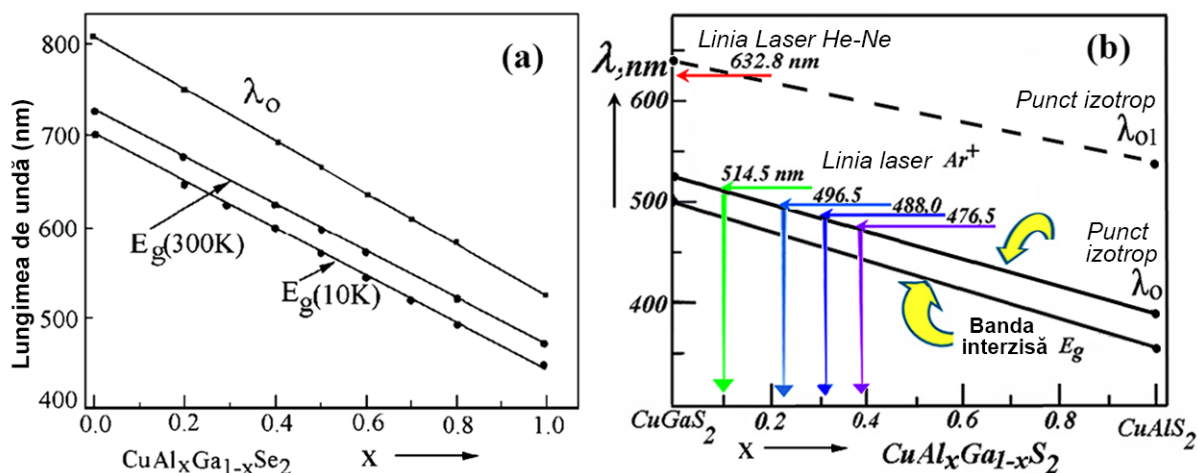 (a)
Lungimea de undă (nm)
800
700
600
500
400
λo
Eg(300K)
Eg(10K)
0.0 0.2 0.4 0.6 0.8 1.0
CuAlxGa1-xSe2 X
(b)
λ, nm
600
500
400
Linia Laser He-Ne
632.8 nm
Punct izotrop
λ01
Linia laser Ar+
514.5 nm
496.5
488,0
476,5
Punct
izotrop
λo
Banda
interzisă Eg
CuGaS2 0.2 0.4 0.6 0.8 CuAlS2
X CuAlxGa1-xS2